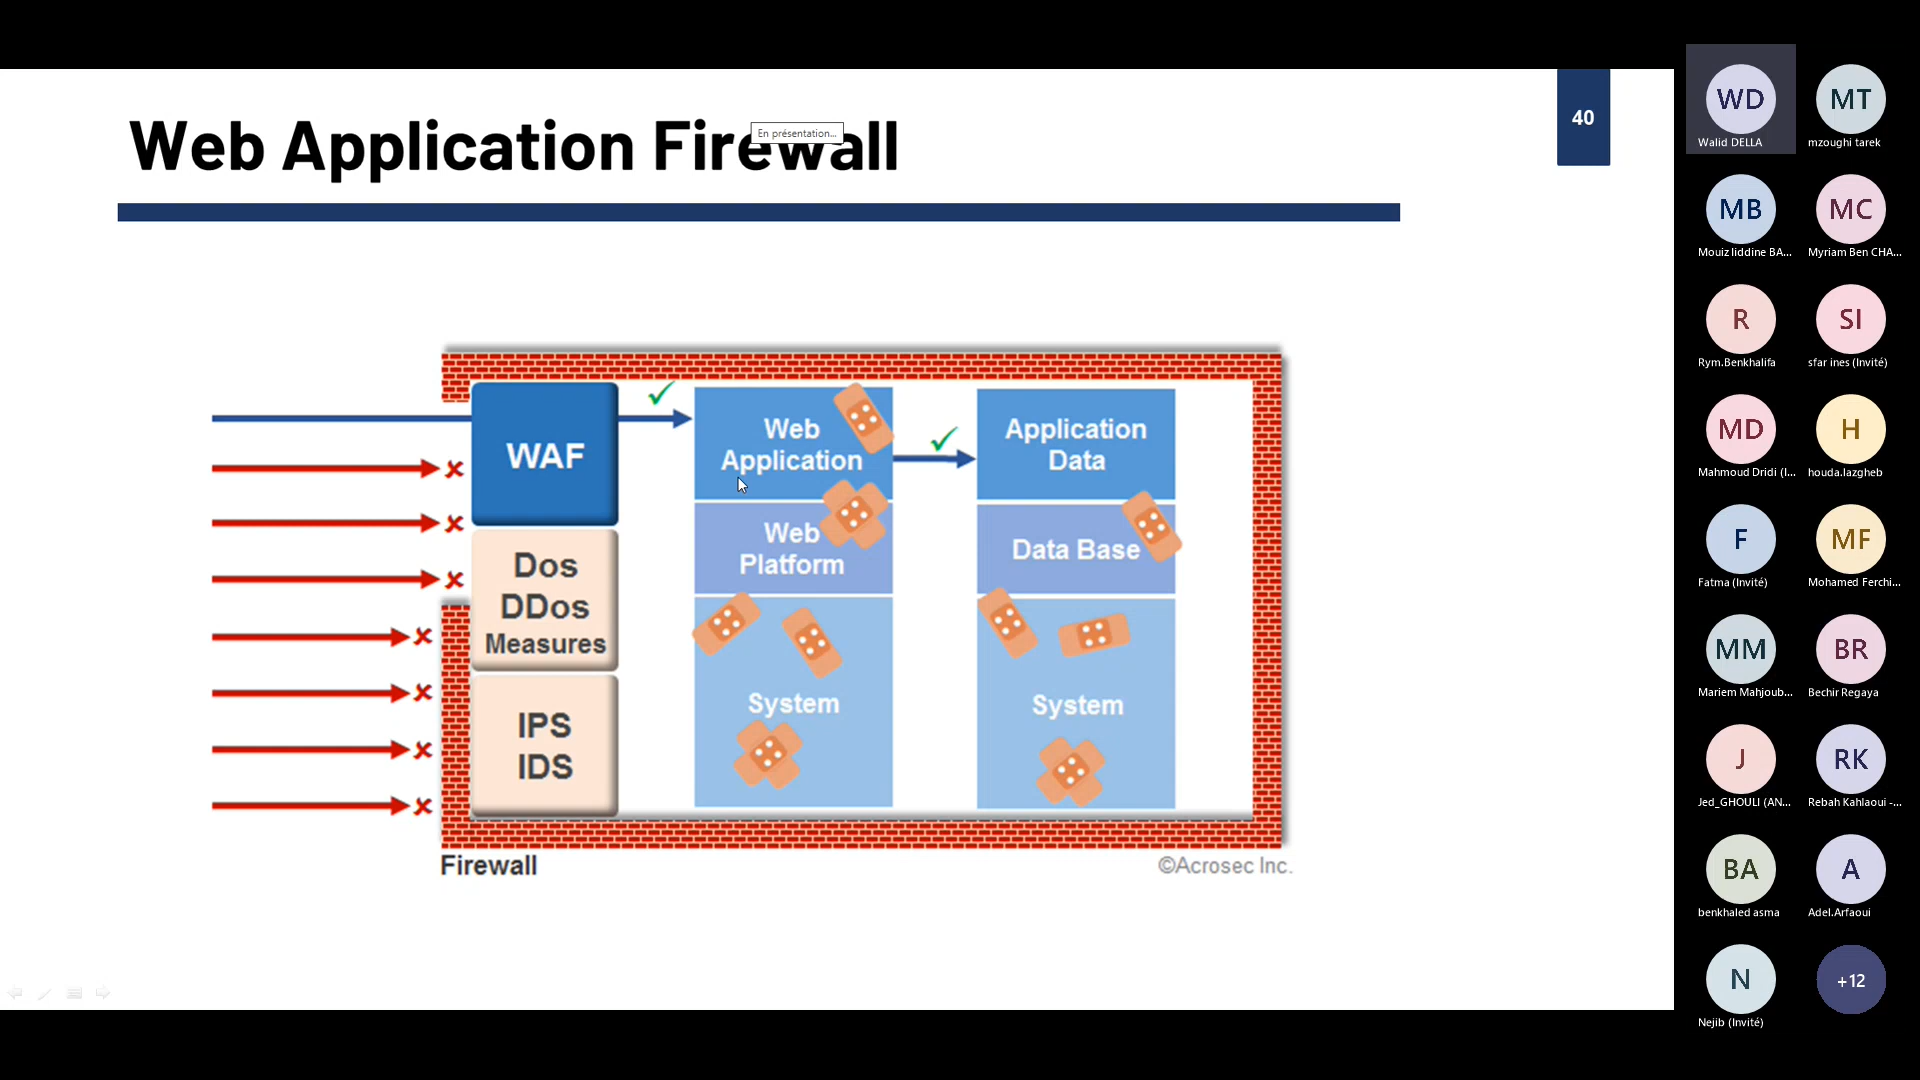 Web Application Firewall
En présentation...
40
WAF
Dos
DDos
Measures
IPS
IDS
Web
Application
Web
Platform
System
Application
Data
Data Base
System
Firewall
©Acrosec Inc.
WD
Walid DELLA
MT
mzoughi tarek
MB
Mouiz liddine BA...
MC
Myriam Ben CHA...
R
Rym.Benkhalifa
SI
sfar ines (Invité)
MD
Mahmoud Dridi (I...
H
houda.lazgheb
F
Fatma (Invité)
MF
Mohamed Ferchi...
MM
Mariem Mahjoub...
BR
Bechir Regaya
J
Jed_GHOULI (AN...
RK
Rebah Kahlaoui -...
BA
benkhaled asma
A
Adel.Arfaoui
N
Nejib (Invité)
+12